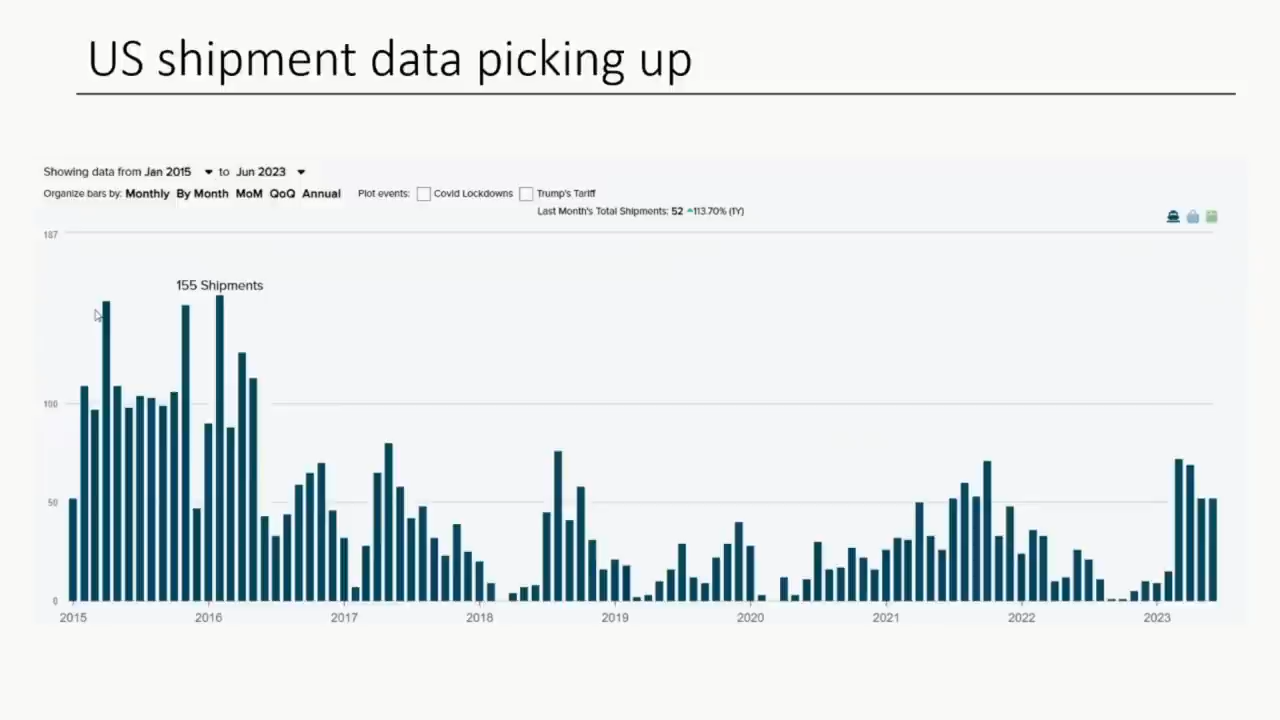 US shipment data picking up
Showing data from Jan 2015 to Jun 2023
Organize bars by: Monthly By Month MoM QoQ Annual Plot events: Covid Lockdowns Trump's Tariff
Last Month's Total Shipments: 52 113.70% (1Y)
187
155 Shipments
100
50
0
2015 2016 2017 2018 2019 2020 2021 2022 2023